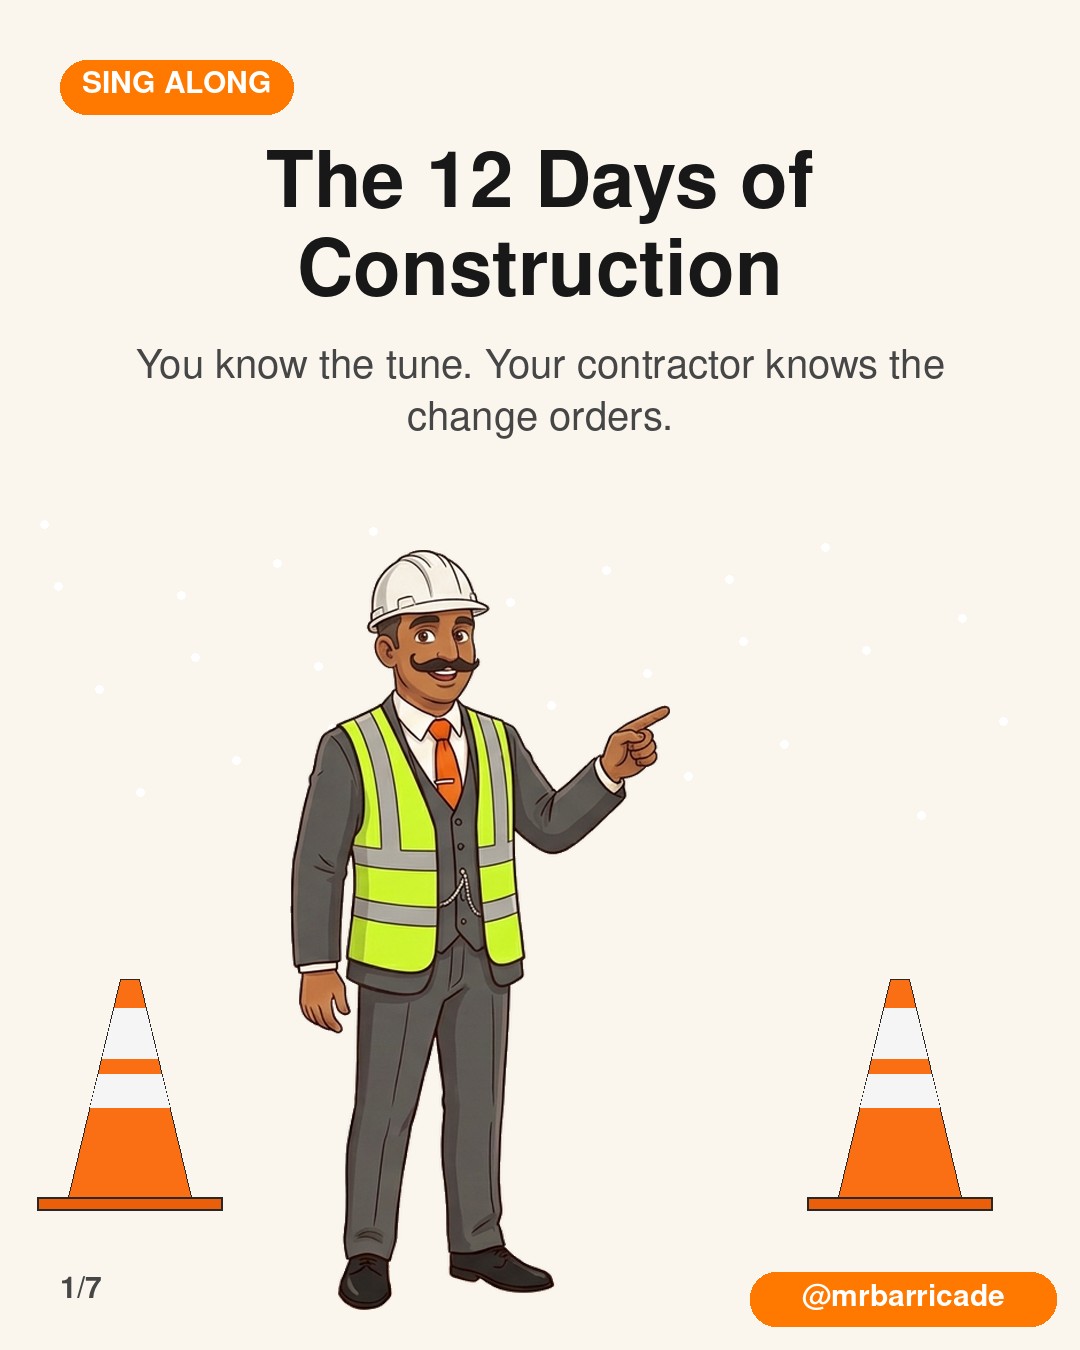 SING ALONG
The 12 Days of
Construction
You know the tune. Your contractor knows the
change orders.
1/7
@mrbarricade